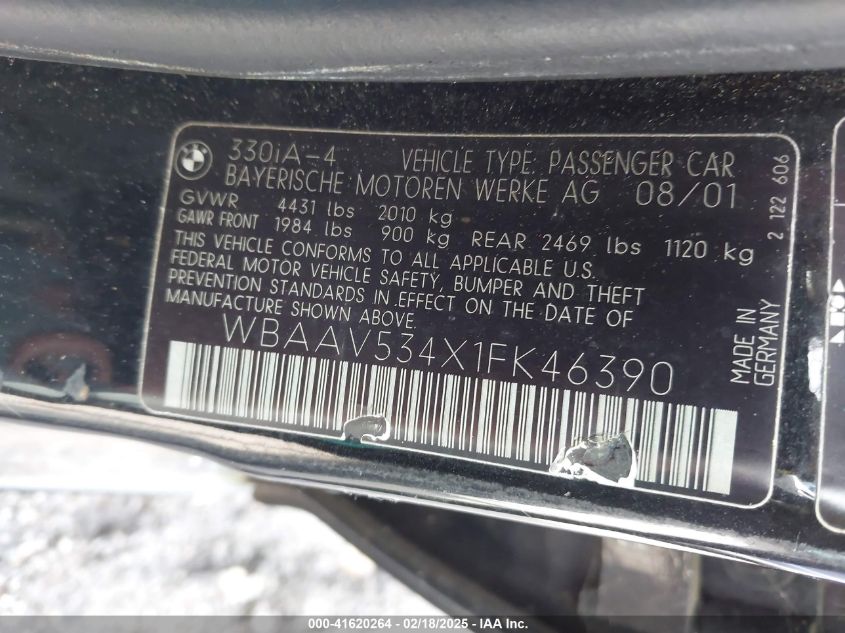 330iA-4 VEHICLE TYPE: PASSENGER CAR
BAYERISCHE MOTOREN WERKE AG 08/01
GVWR 4431 lbs 2010 kg
GAWR FRONT 1984 lbs 900 kg REAR 2469 lbs 1120 kg
THIS VEHICLE CONFORMS TO ALL APPLICABLE U.S.
FEDERAL MOTOR VEHICLE SAFETY, BUMPER AND THEFT
PREVENTION STANDARDS IN EFFECT ON THE DATE OF
MANUFACTURE SHOWN ABOVE.
WBAAV534X1FK46390
MADE IN
GERMANY
2 122 606
000-41620264 - 02/18/2025 - IAA Inc.